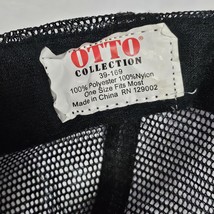 OTTO
COLLECTION
39-169
100% Polyester 100%Nylon
One Size Fits Most
Made in China RN 129002